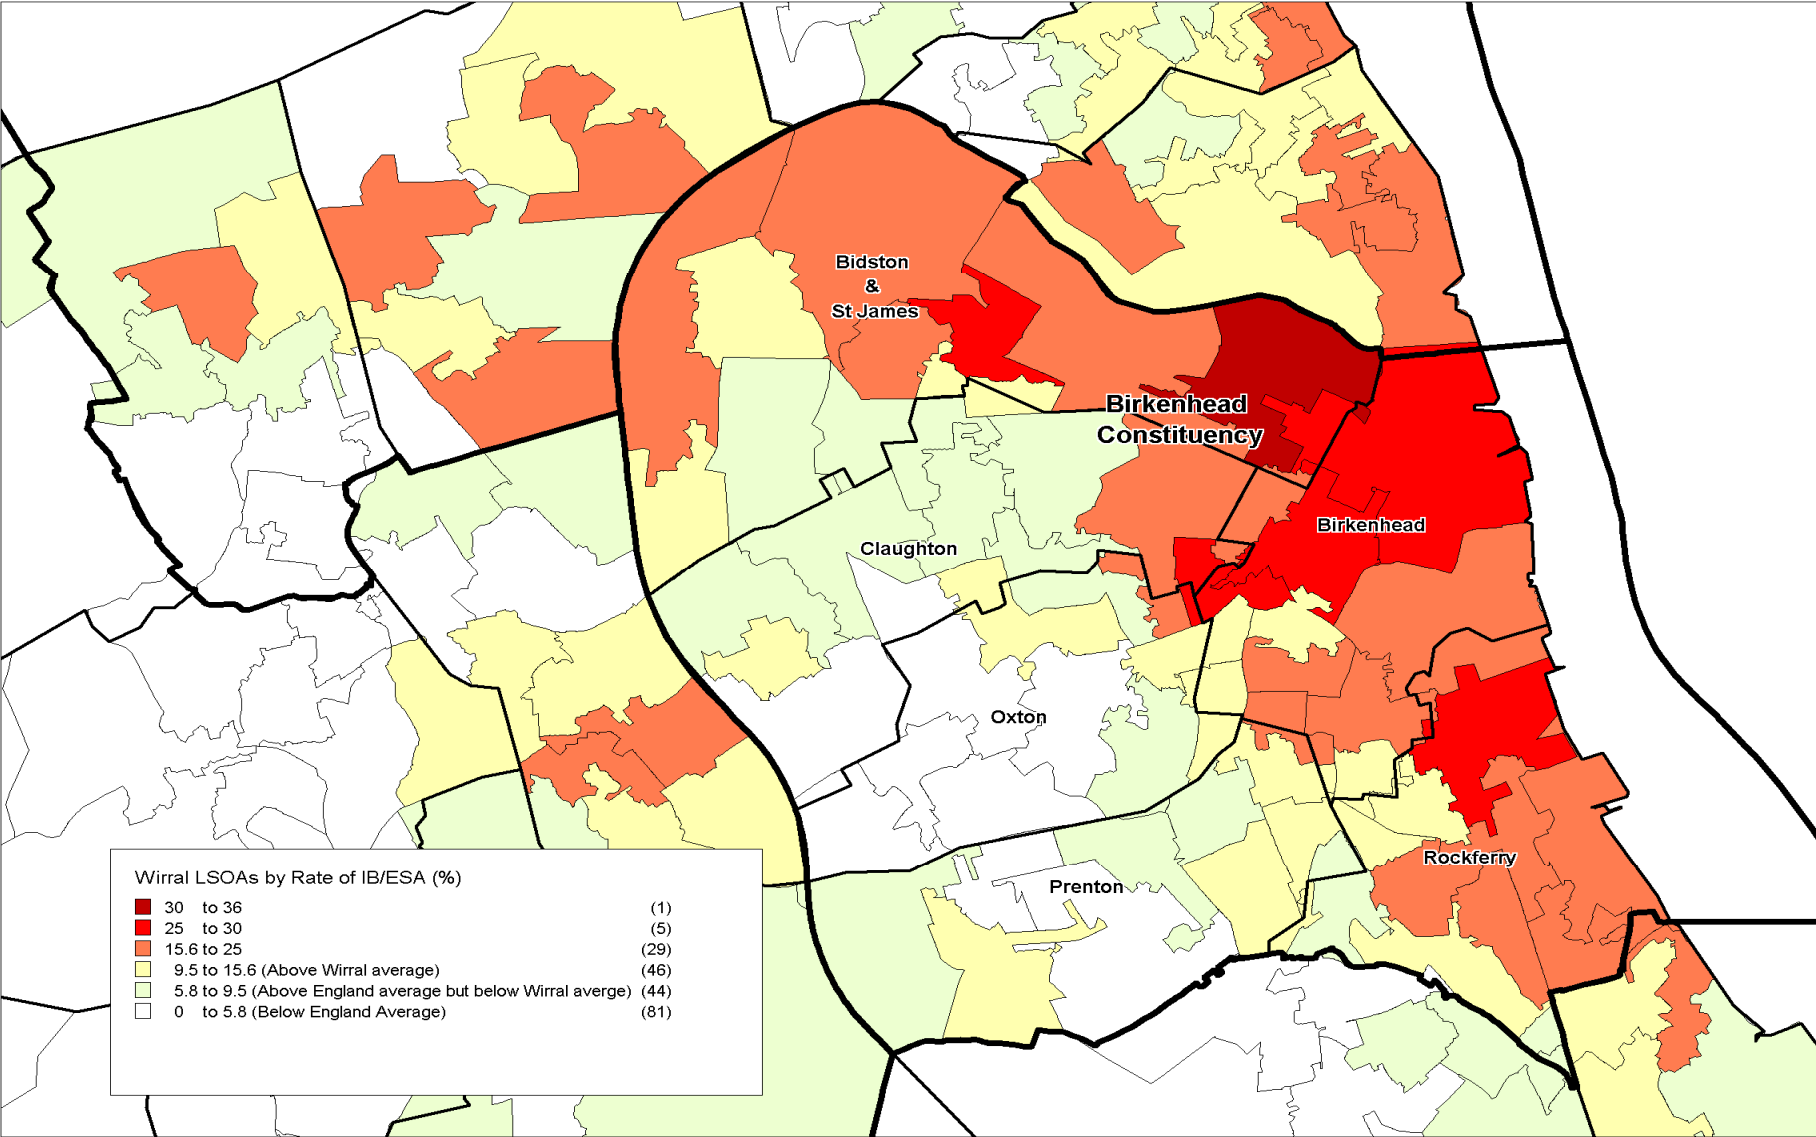 Bidston
&
St James
Birkenhead
Constituency
Birkenhead
Claughton
Oxton
Rockferry
Prenton
Wirral LSOAs by Rate of IB/ESA (%)
30 to 36 (1)
25 to 30 (5)
15.6 to 25 (29)
9.5 to 15.6 (Above Wirral average) (46)
5.8 to 9.5 (Above England average but below Wirral averge) (44)
0 to 5.8 (Below England Average) (81)